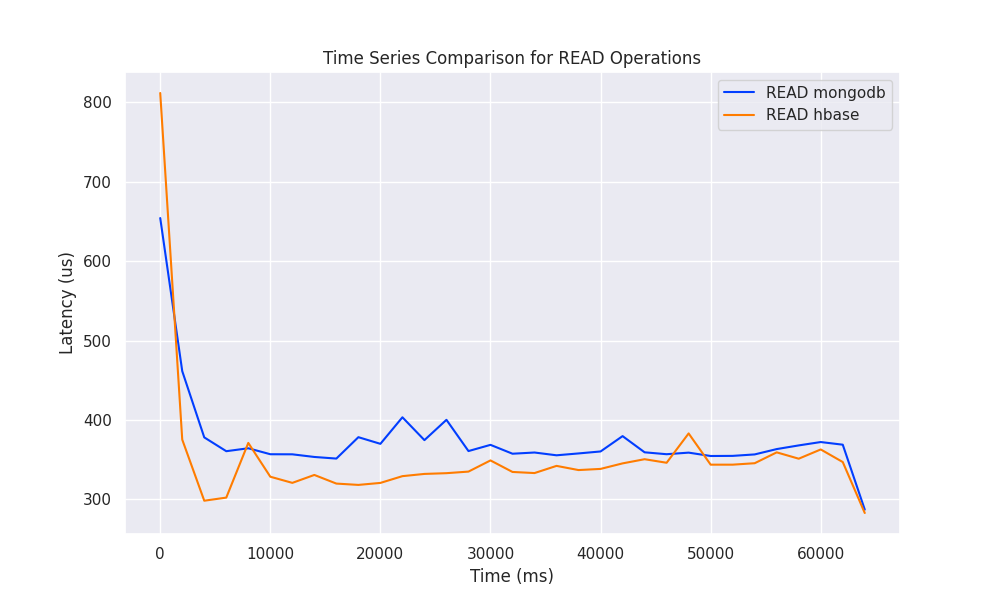 Time Series Comparison for READ Operations
READ mongodb
READ hbase
800
700
600
500
400
300
Latency (us)
0 10000 20000 30000 40000 50000 60000
Time (ms)